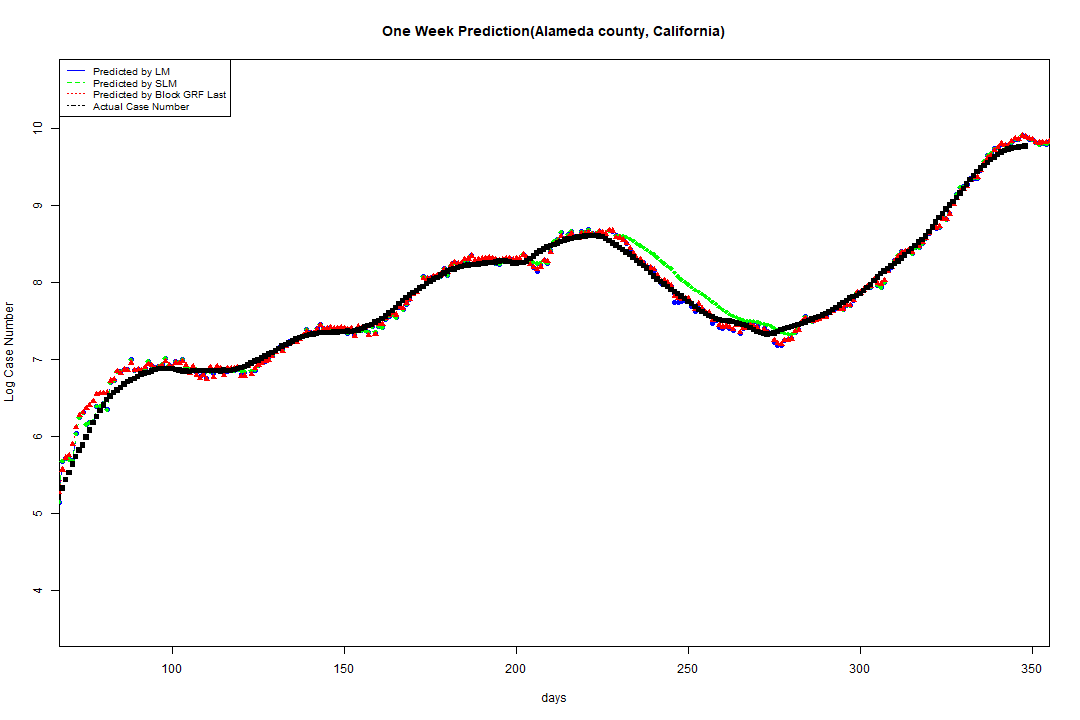 One Week Prediction(Alameda county, California)
Predicted by LM
Predicted by SLM
Predicted by Block GRF Last
Actual Case Number
Log Case Number
10
9
8
7
6
5
4
100 150 200 250 300 350
days